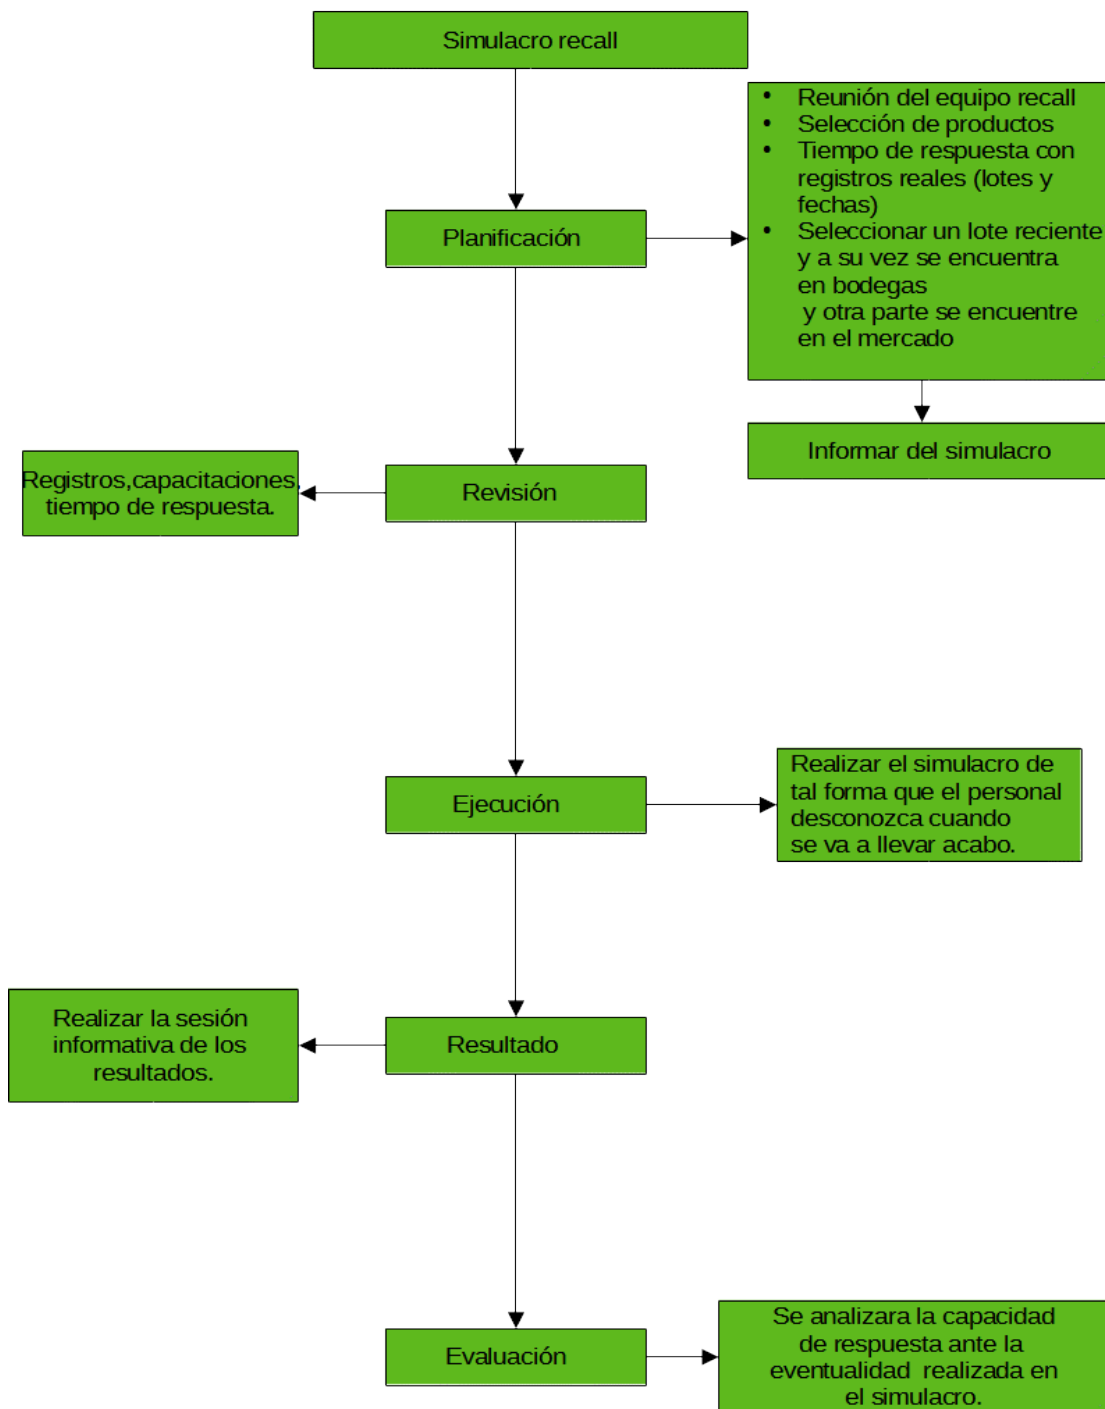 Simulacro recall
• Reunión del equipo recall
• Selección de productos
• Tiempo de respuesta con
registros reales (lotes y
fechas)
• Seleccionar un lote reciente
y a su vez se encuentra
en bodegas
y otra parte se encuentre
en el mercado
Planificación
Informar del simulacro
Registros,capacitaciones,
tiempo de respuesta.
Revisión
Ejecución
Realizar el simulacro de
tal forma que el personal
desconozca cuando
se va a llevar acabo.
Realizar la sesión
informativa de los
resultados.
Resultado
Evaluación
Se analizara la capacidad
de respuesta ante la
eventualidad realizada en
el simulacro.